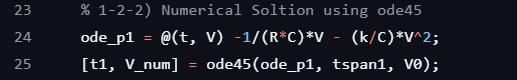 23 % 1-2-2) Numerical Soltion using ode45
24 ode_p1 = @(t, V) -1/(R*C)*V - (k/C)*V^2;
25 [t1, V_num] = ode45(ode_p1, tspan1, V0);